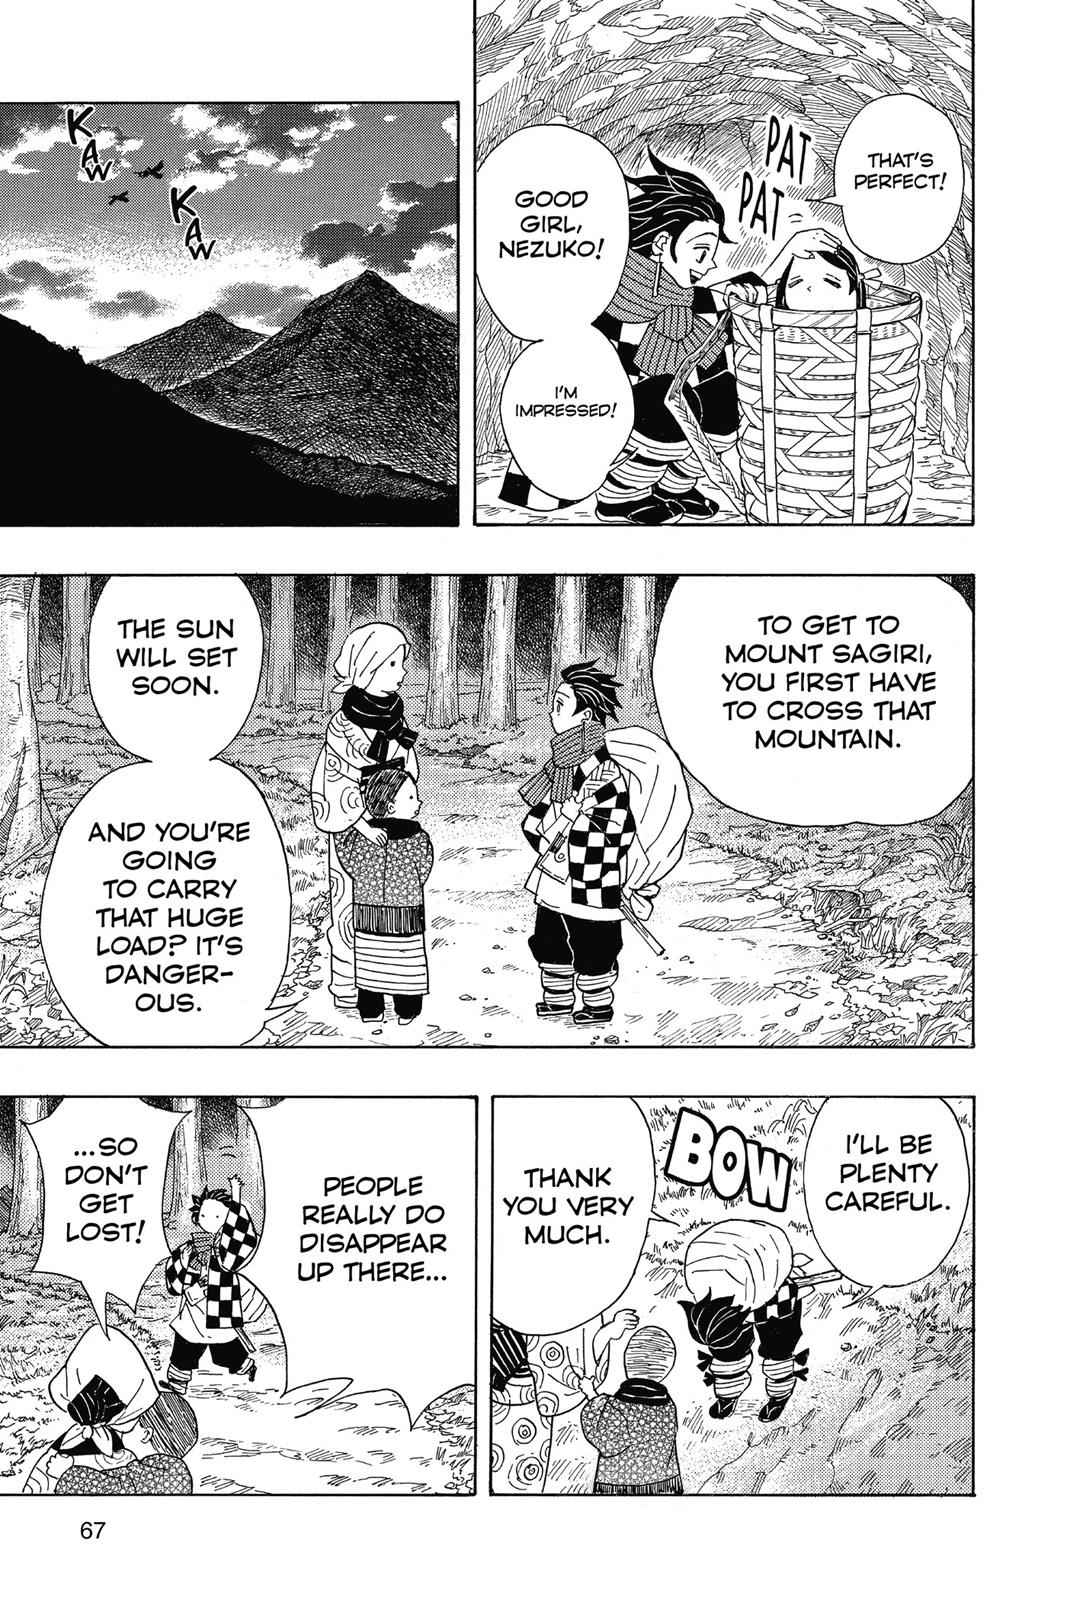 THAT'S
PERFECT!
PAT
PAT
GOOD
GIRL,
NEZUKO!
I'M
IMPRESSED!
KAW
KAW
TO GET TO
MOUNT SAGIRI,
YOU FIRST HAVE
TO CROSS THAT
MOUNTAIN.
THE SUN
WILL SET
SOON.
AND YOU'RE
GOING
TO CARRY
THAT HUGE
LOAD? IT'S
DANGER-
OUS.
I'LL BE
PLENTY
CAREFUL.
BOW
THANK
YOU VERY
MUCH.
PEOPLE
REALLY DO
DISAPPEAR
UP THERE...
...SO
DON'T
GET
LOST!
67